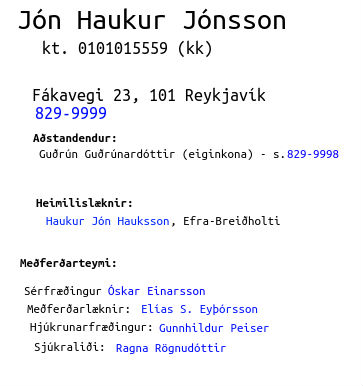 Jón Haukur Jónsson
kt. 0101015559 (kk)
Fákavegi 23, 101 Reykjavík
829-9999
Aðstandendur:
Guðrún Guðrúnardóttir (eiginkona) - s.829-9998
Heimilislæknir:
Haukur Jón Hauksson, Efra-Breiðholti
Meðferðarteymi:
Sérfræðingur Óskar Einarsson
Meðferðarlæknir: Elías S. Eyþórsson
Hjúkrunarfræðingur: Gunnhildur Peiser
Sjúkraliði: Ragna Rögnudóttir